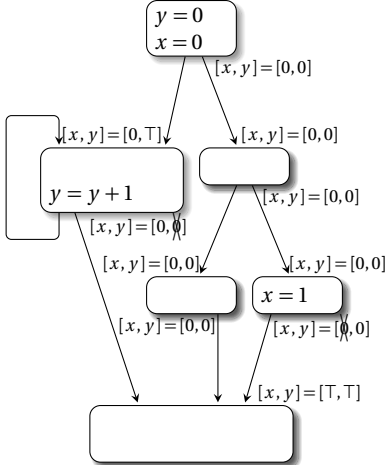 y = 0
x = 0
[x, y] = [0, 0]
[x, y] = [0, ⊤]
[x, y] = [0, 0]
y = y + 1
[x, y] = [0, 0]
[x, y] = [0, 0]
[x, y] = [0, 0]
[x, y] = [0, 0]
x = 1
[x, y] = [0, 0]
[x, y] = [0, 0]
[x, y] = [⊤, ⊤]